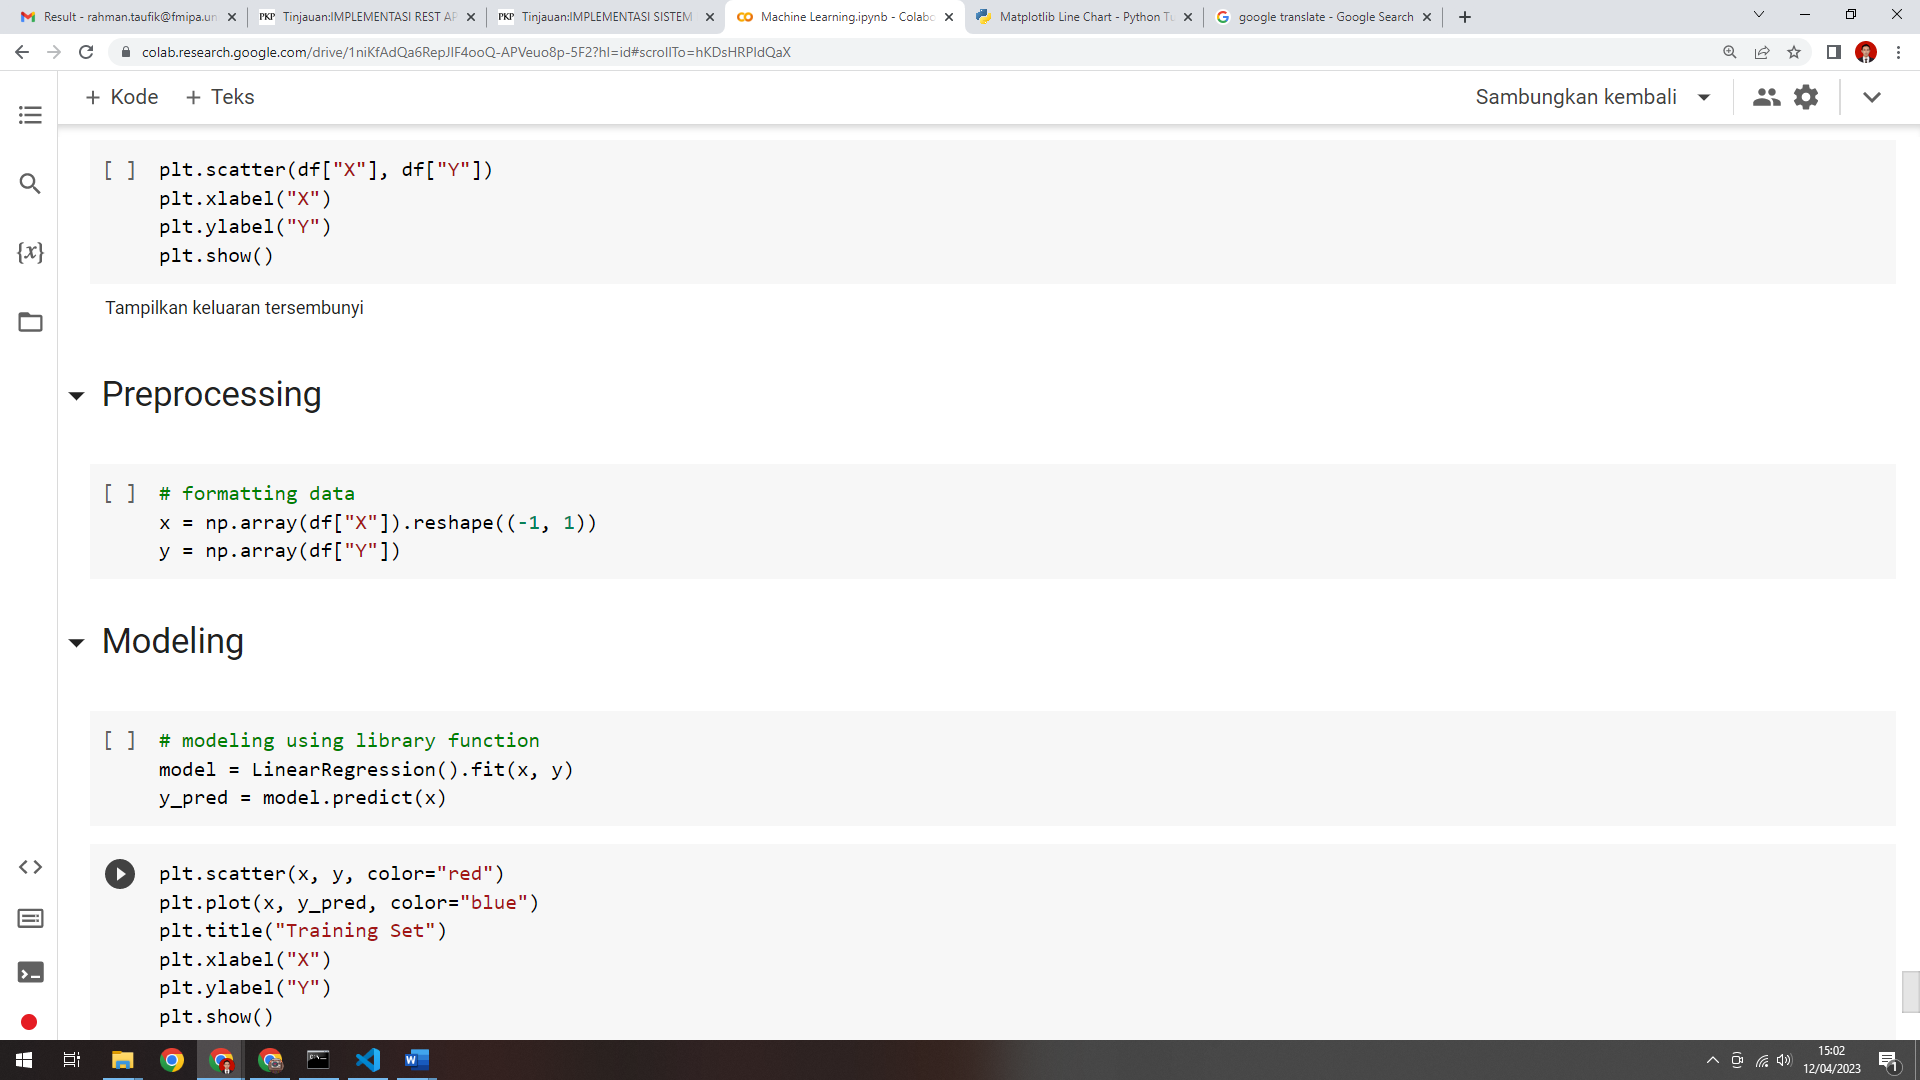 Result - rahman.taufik@fmipa.un
Tinjauan:IMPLEMENTASI REST AP
Tinjauan:IMPLEMENTASI SISTEM
Machine Learning.ipynb - Colabo
Matplotlib Line Chart - Python Tu
google translate - Google Search
colab.research.google.com/drive/1niKfAdQa6RepJIF4ooQ-APVeuo8p-5F2?hl=id#scrollTo=hKDsHRPIdQaX
+ Kode + Teks
Sambungkan kembali
[ ] plt.scatter(df["X"], df["Y"])
plt.xlabel("X")
plt.ylabel("Y")
plt.show()
Tampilkan keluaran tersembunyi
Preprocessing
[ ] # formatting data
x = np.array(df["X"]).reshape((-1, 1))
y = np.array(df["Y"])
Modeling
[ ] # modeling using library function
model = LinearRegression().fit(x, y)
y_pred = model.predict(x)
plt.scatter(x, y, color="red")
plt.plot(x, y_pred, color="blue")
plt.title("Training Set")
plt.xlabel("X")
plt.ylabel("Y")
plt.show()
15:02
12/04/2023